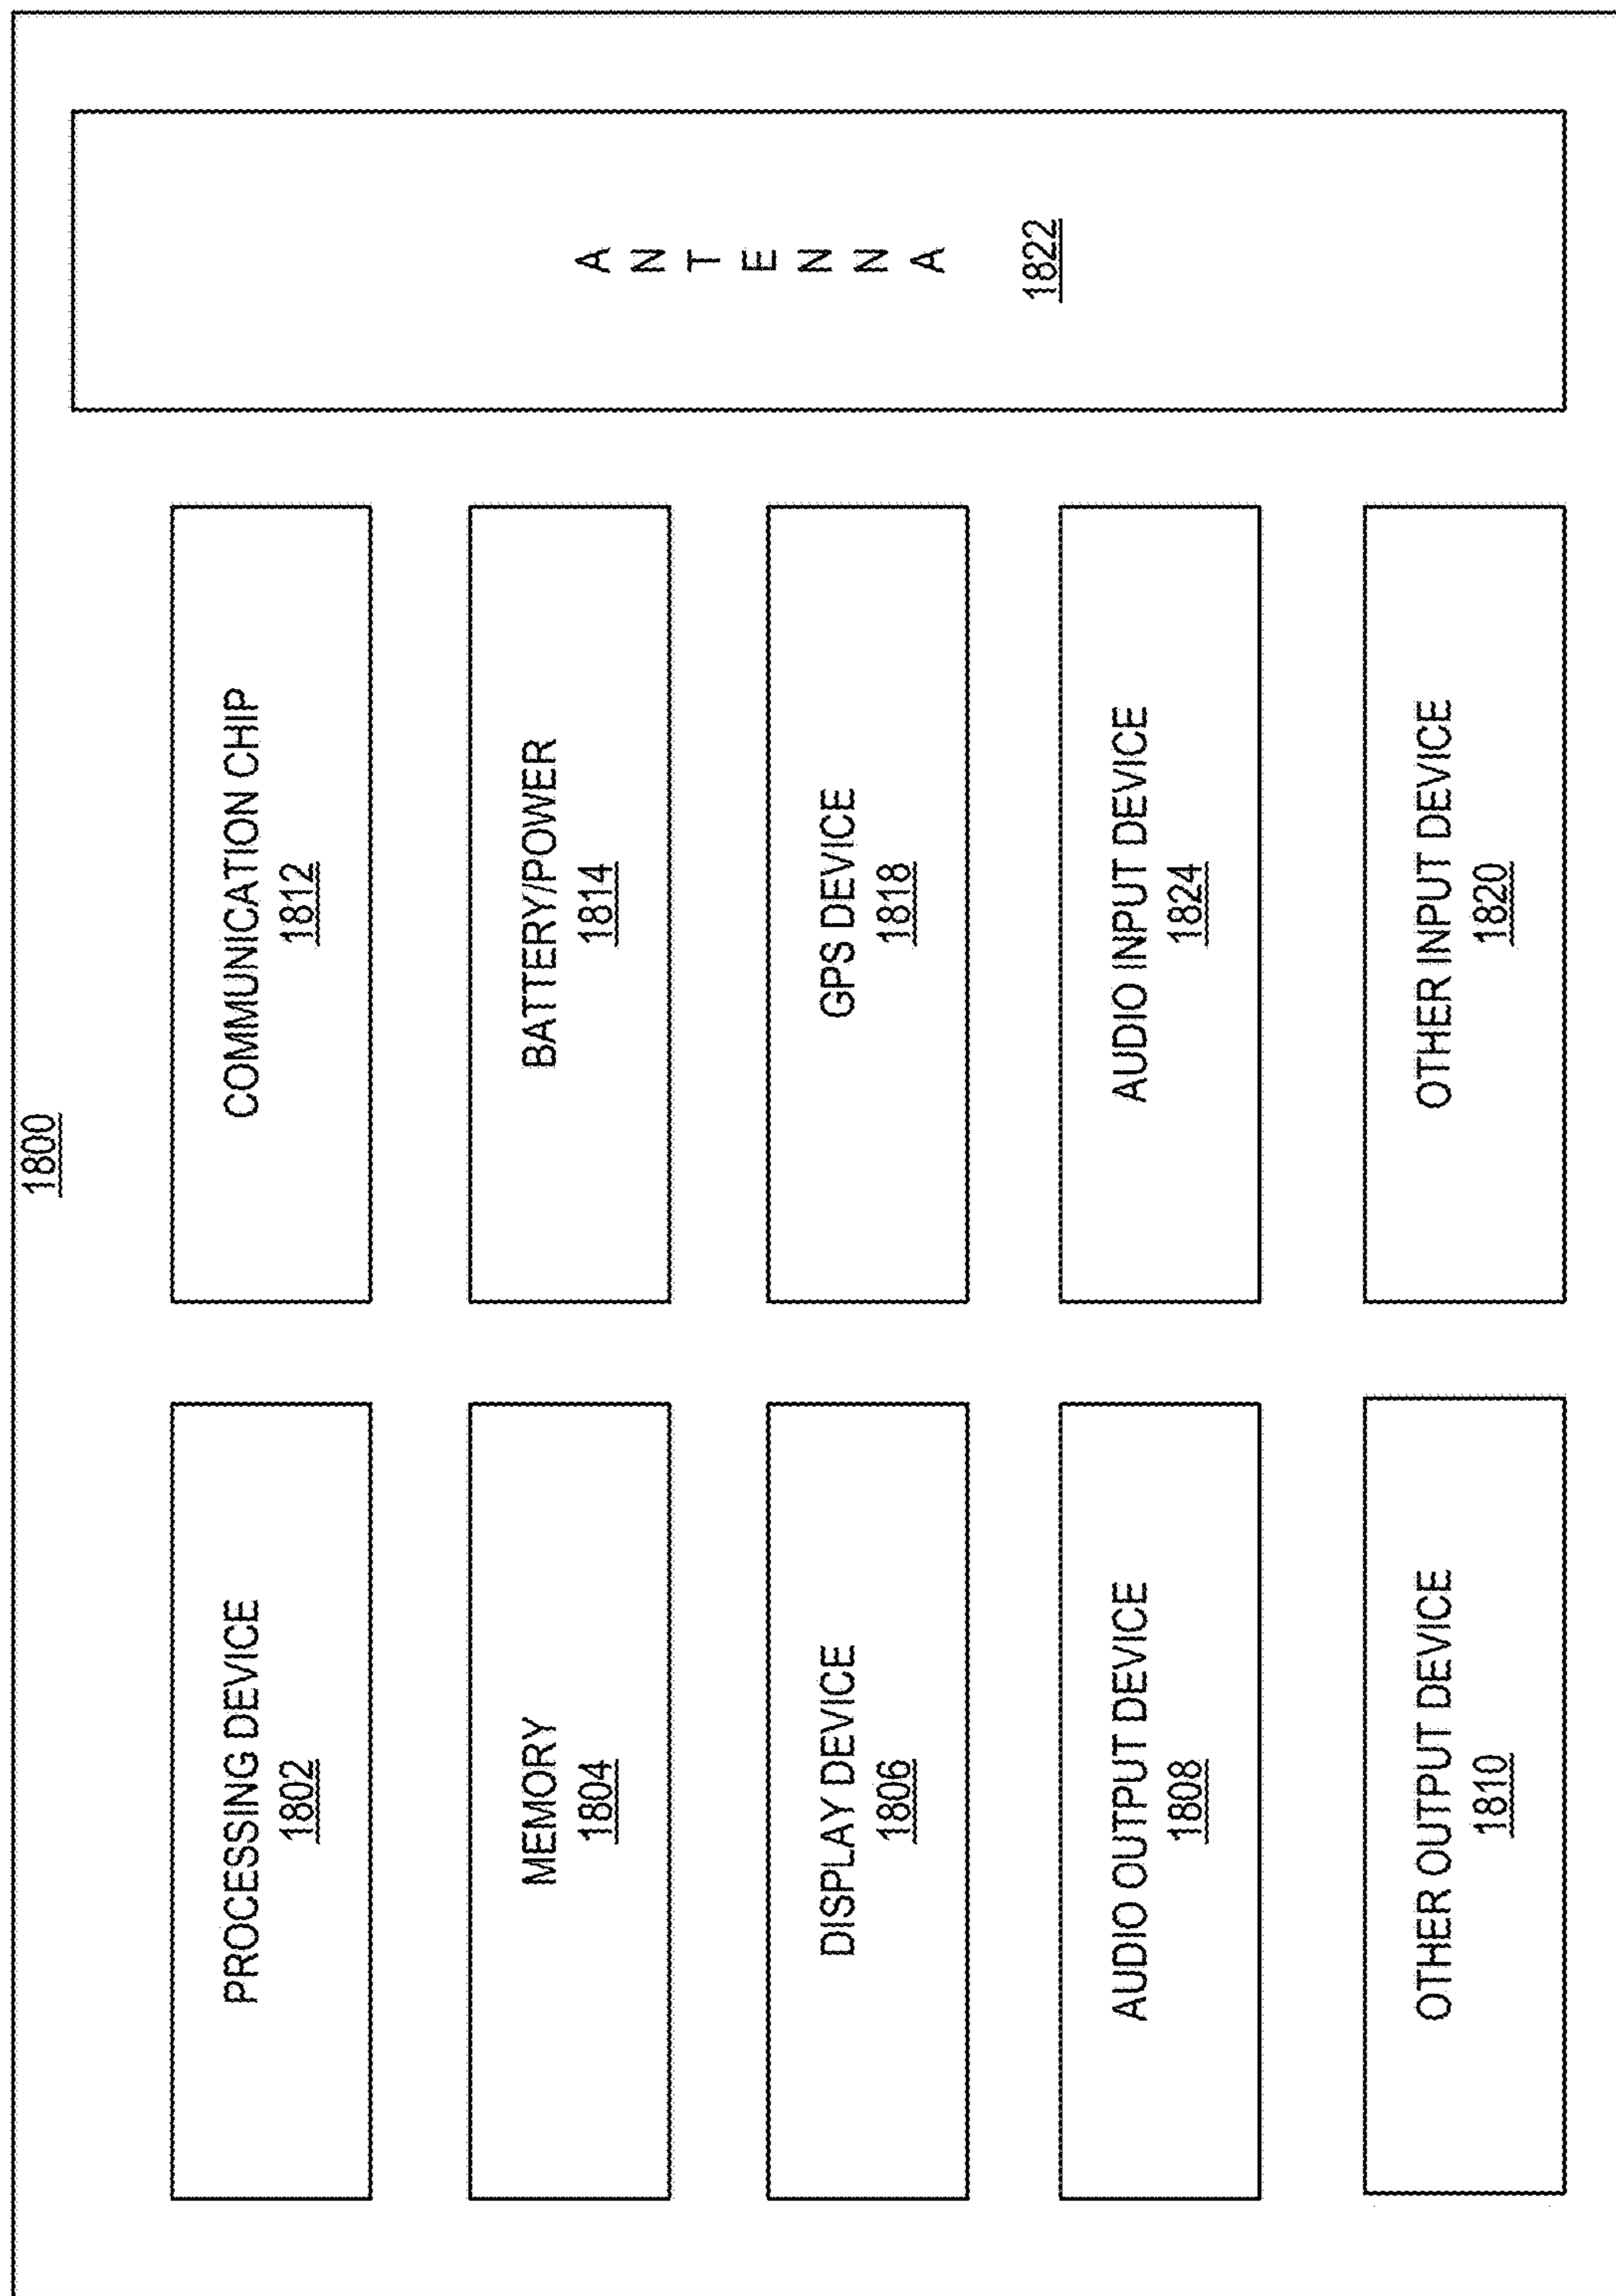 1800
PROCESSING DEVICE
1802
COMMUNICATION CHIP
1812
MEMORY
1804
BATTERY/POWER
1814
DISPLAY DEVICE
1806
GPS DEVICE
1818
AUDIO OUTPUT DEVICE
1808
AUDIO INPUT DEVICE
1824
OTHER OUTPUT DEVICE
1810
OTHER INPUT DEVICE
1820
A
N
T
E
N
N
A
1822